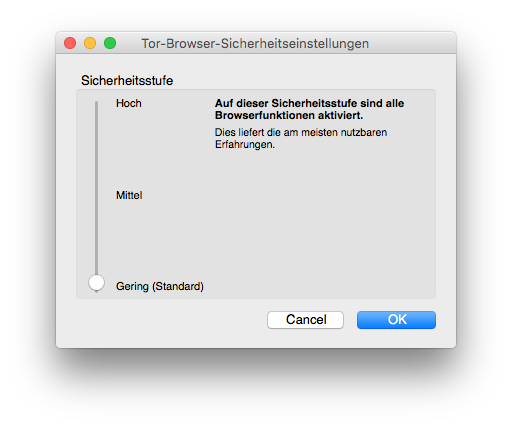 Tor-Browser-Sicherheitseinstellungen
Sicherheitsstufe
Hoch
Auf dieser Sicherheitsstufe sind alle
Browserfunktionen aktiviert.
Dies liefert die am meisten nutzbaren
Erfahrungen.
Mittel
Gering (Standard)
Cancel
OK